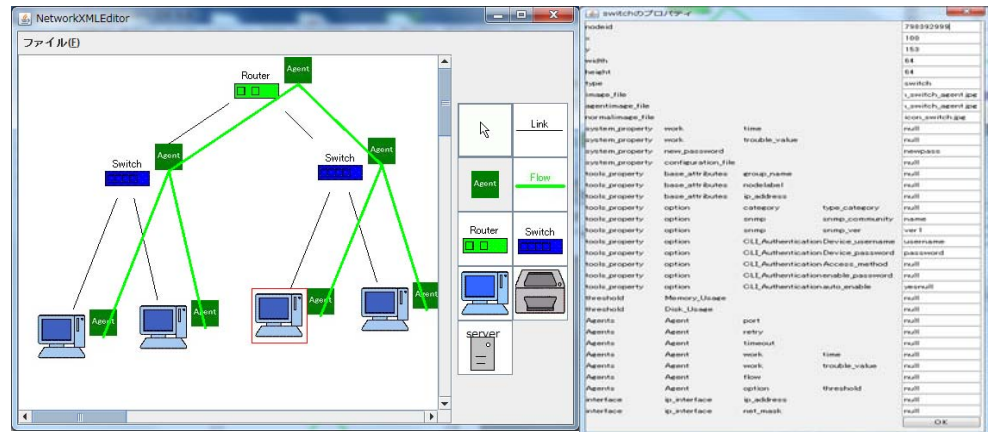 NetworkXMLEditor
ファイル(F)
Router
Agent
Switch
Agent
Switch
Agent
Agent
Agent
Agent
Agent
Link
Agent
Flow
Router
Switch
server
switchのプロパティ
nodeid 798392999
x 100
y 153
width 64
height 64
type switch
image_file _switch_agent.jpg
agentimage_file _switch_agent.jpg
normalimage_file icon_switch.jpg
system_property work time null
system_property work trouble_value null
system_property new_password newpass
system_property configuration_file null
tools_property base_attributes group_name null
tools_property base_attributes nodelabel null
tools_property base_attributes ip_address null
tools_property option category type_category null
tools_property option snmp snmp_community name
tools_property option snmp snmp_ver ver1
tools_property option CLI_Authentication Device_username username
tools_property option CLI_Authentication Device_password password
tools_property option CLI_Authentication Access_method null
tools_property option CLI_Authentication enable_password null
tools_property option CLI_Authentication auto_enable yesnull
threshold Memory_Usage null
threshold Disk_Usage null
Agents Agent port null
Agents Agent retry null
Agents Agent timeout null
Agents Agent work time null
Agents Agent work trouble_value null
Agents Agent flow null
Agents Agent option threshold null
interface ip_interface ip_address null
interface ip_interface net_mask null
OK